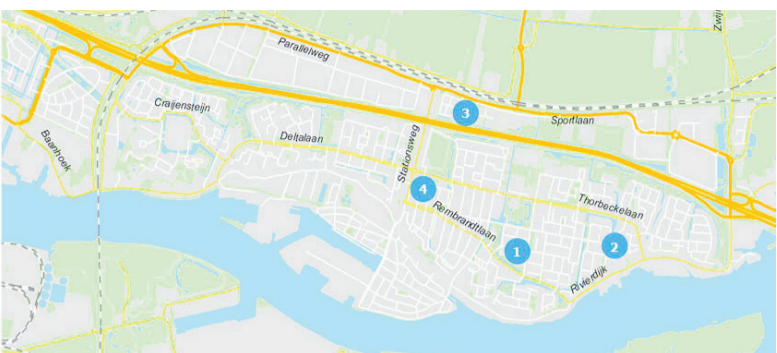 Zwij
Parallelweg
Craijensteijn
3
Sportlaan
Baanhoek
Deltalaan
Stationsweg
4
Rembrandtlaan
Thorbeckelaan
1
2
Rivierdijk